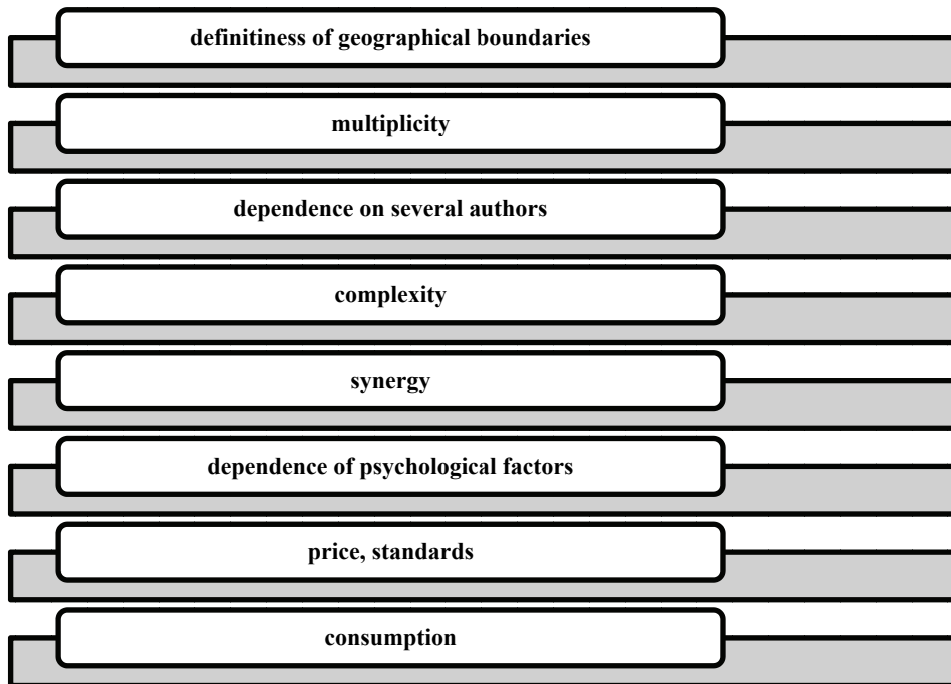 definitiness of geographical boundaries
multiplicity
dependence on several authors
complexity
synergy
dependence of psychological factors
price, standards
consumption